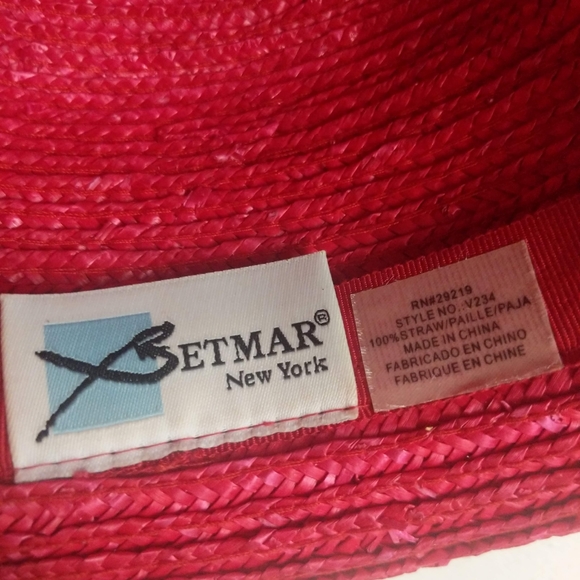 BETMAR®
New York
RN#29219
STYLE NO.:V234
100%STRAW/PAILLE/PAJA
MADE IN CHINA
FABRICADO EN CHINO
FABRIQUE EN CHINE